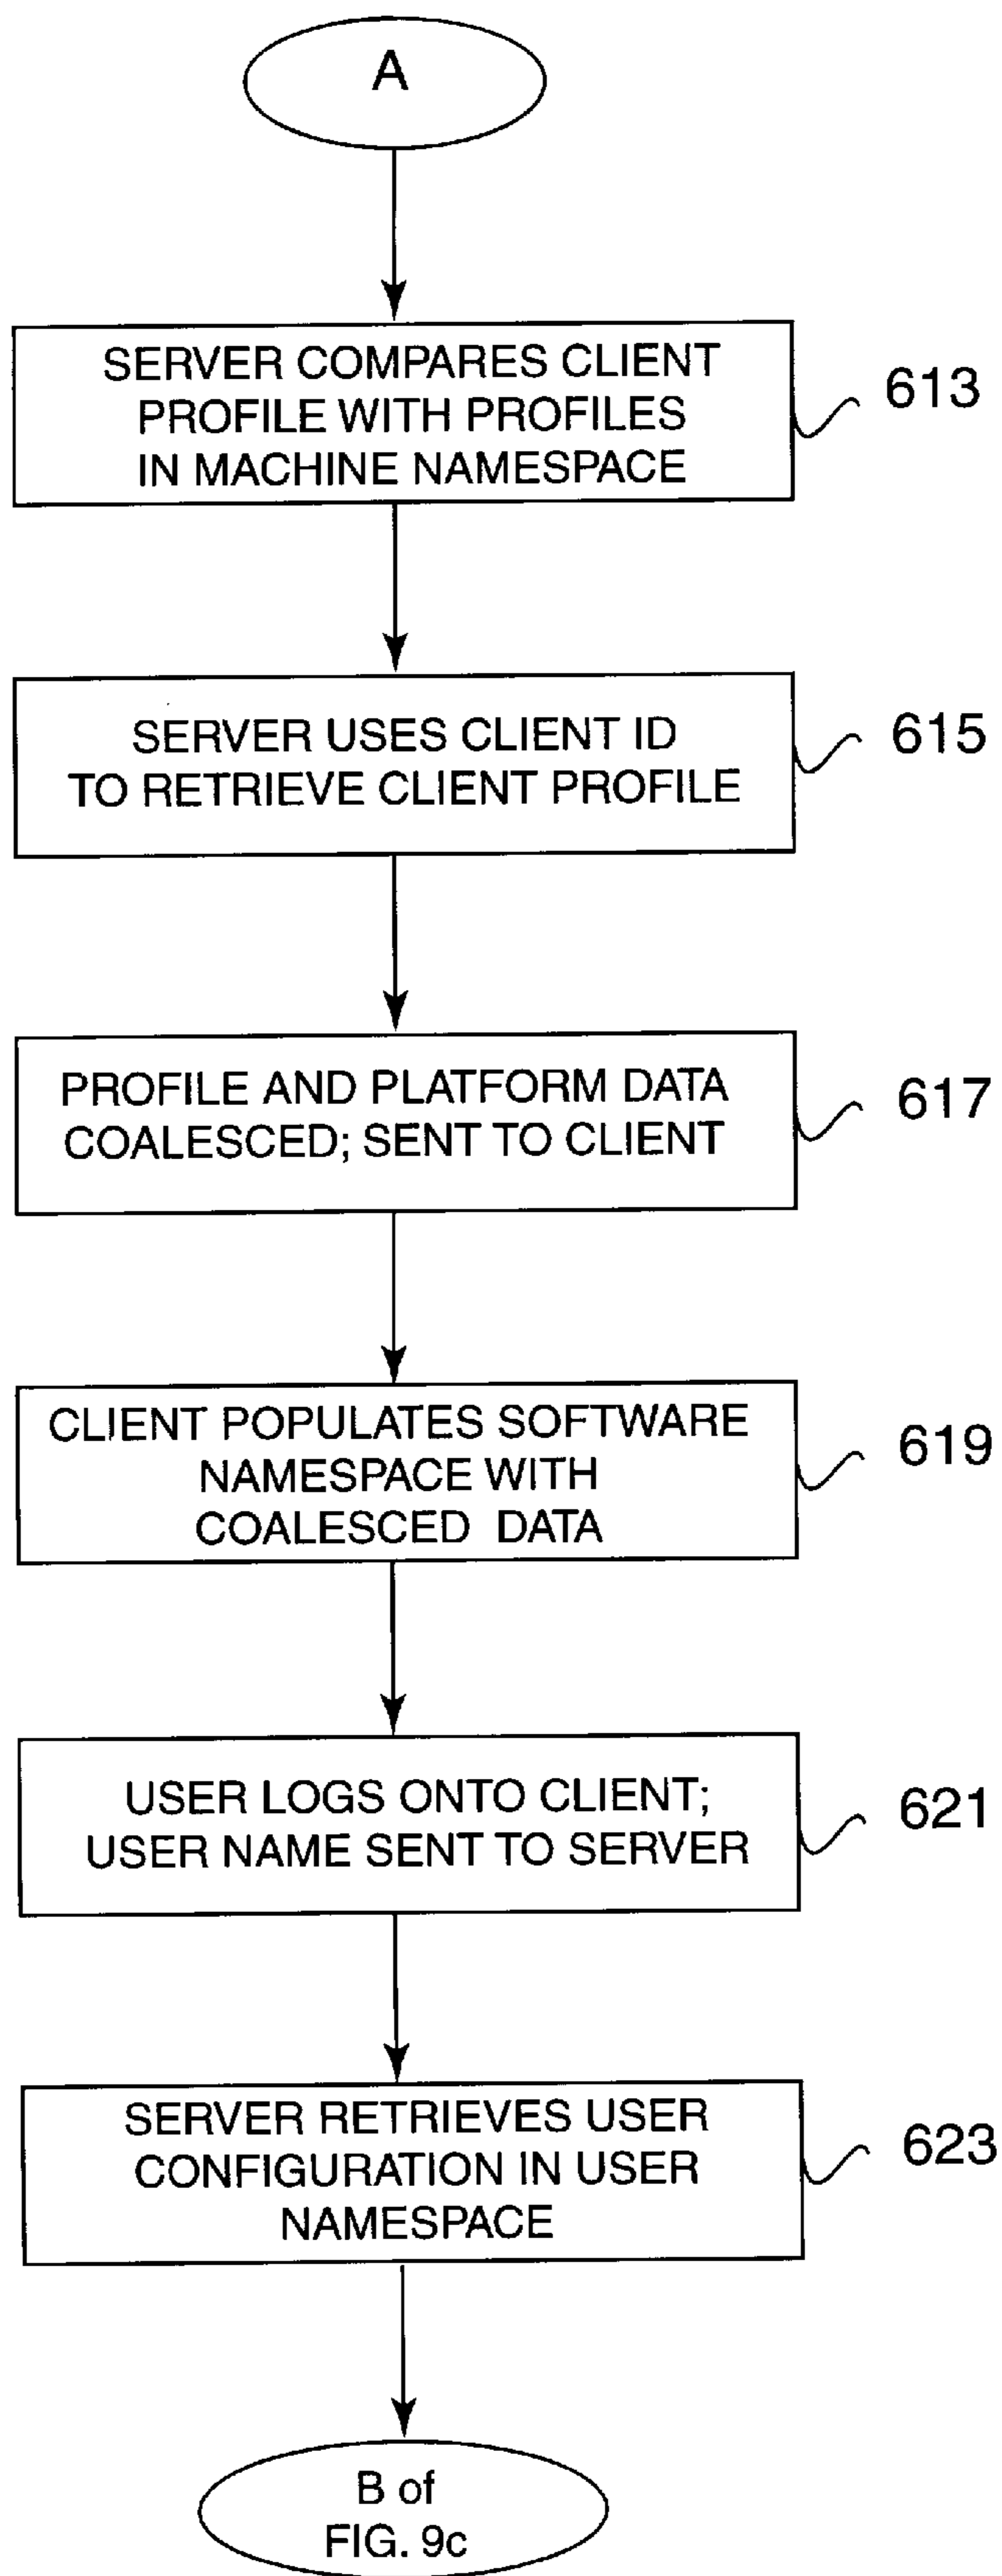 A
SERVER COMPARES CLIENT
PROFILE WITH PROFILES
IN MACHINE NAMESPACE
613
SERVER USES CLIENT ID
TO RETRIEVE CLIENT PROFILE
615
PROFILE AND PLATFORM DATA
COALESCED; SENT TO CLIENT
617
CLIENT POPULATES SOFTWARE
NAMESPACE WITH
COALESCED DATA
619
USER LOGS ONTO CLIENT;
USER NAME SENT TO SERVER
621
SERVER RETRIEVES USER
CONFIGURATION IN USER
NAMESPACE
623
B of
FIG. 9c